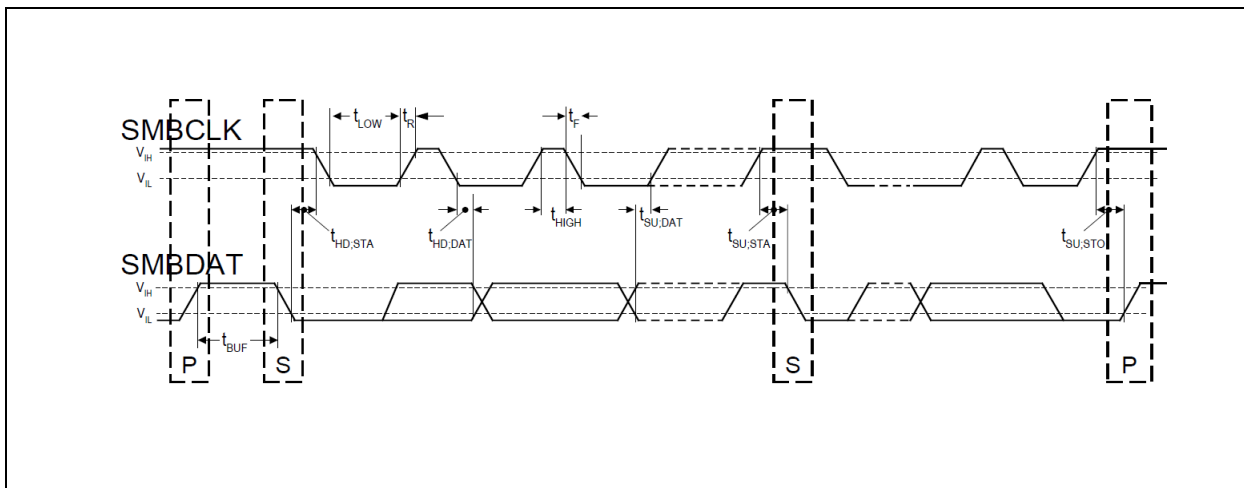 tLOW tR tF
SMBCLK
VIH
VIL
tHD;STA tHD;DAT tHIGH tSU;DAT tSU;STA tSU;STO
SMBDAT
VIH
VIL
tBUF
P S S P